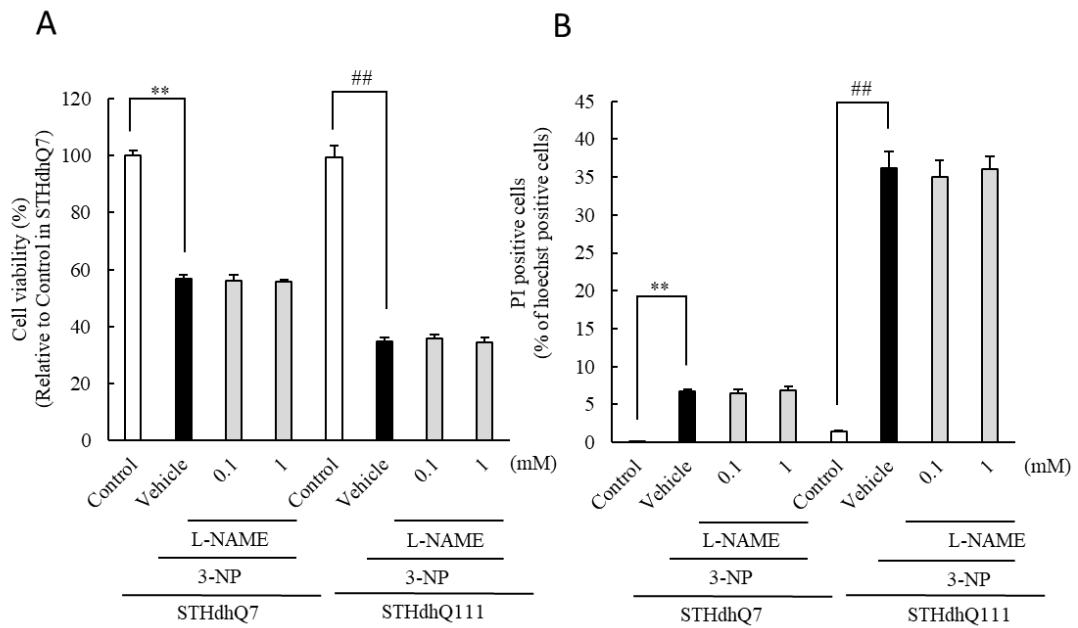 A
Cell viability (%)
(Relative to Control in STHdhQ7)
120
100
80
60
40
20
0
**
##
Control
Vehicle
0.1
1
Control
Vehicle
0.1
1
(mM)
L-NAME
L-NAME
3-NP
3-NP
STHdhQ7
STHdhQ111
B
PI positive cells
(% of hoechst positive cells)
45
40
35
30
25
20
15
10
5
0
**
##
Control
Vehicle
0.1
1
Control
Vehicle
0.1
1
(mM)
L-NAME
L-NAME
3-NP
3-NP
STHdhQ7
STHdhQ111